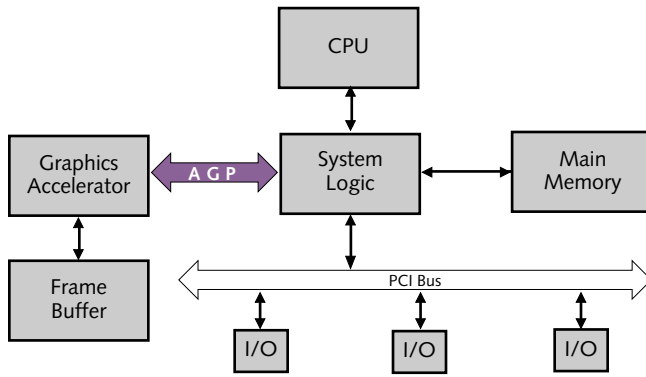 CPU
Graphics
Accelerator
A G P
System
Logic
Main
Memory
PCI Bus
Frame
Buffer
I/O
I/O
I/O